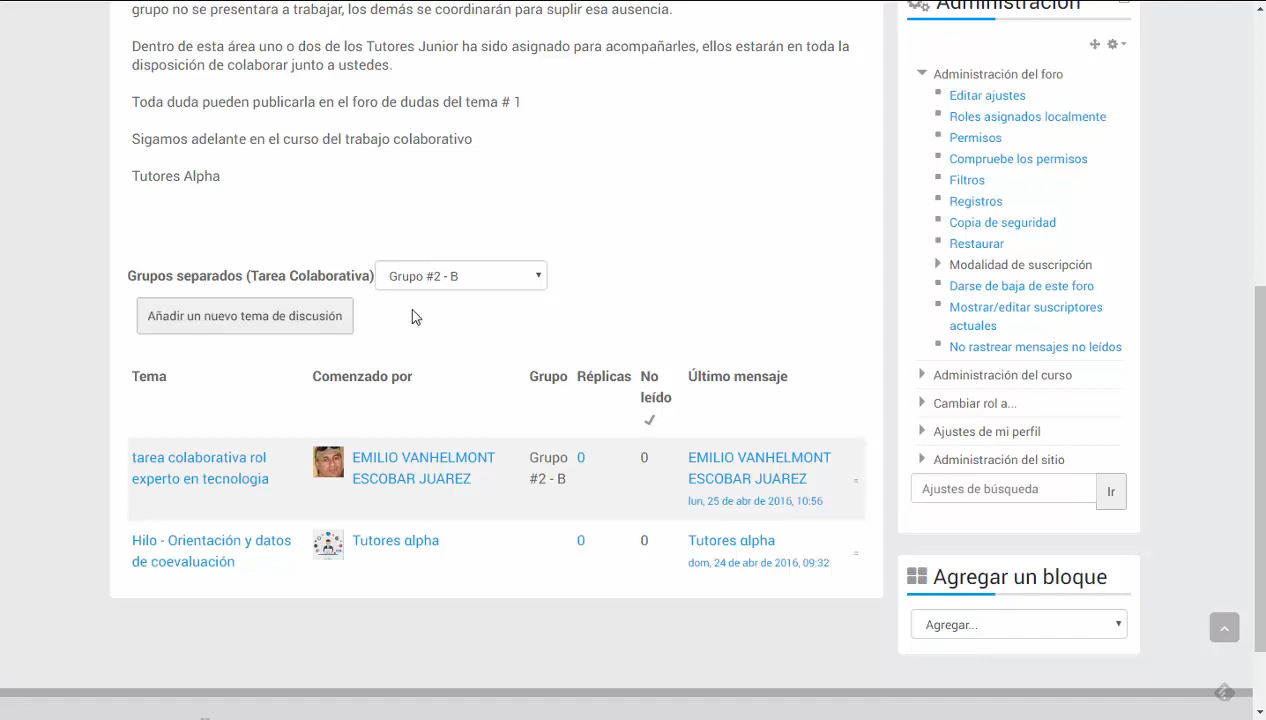 grupo no se presentara a trabajar, los demás se coordinarán para suplir esa ausencia.
Dentro de esta área uno o dos de los Tutores Junior ha sido asignado para acompañarles, ellos estarán en toda la
disposición de colaborar junto a ustedes.
Toda duda pueden publicarla en el foro de dudas del tema # 1
Sigamos adelante en el curso del trabajo colaborativo
Tutores Alpha
Grupos separados (Tarea Colaborativa) Grupo #2 - B
Añadir un nuevo tema de discusión
Tema Comenzado por Grupo Réplicas No Último mensaje
leído
tarea colaborativa rol EMILIO VANHELMONT Grupo 0 0 EMILIO VANHELMONT
experto en tecnologia ESCOBAR JUAREZ #2 - B ESCOBAR JUAREZ
lun, 25 de abr de 2016, 10:56
Hilo - Orientación y datos Tutores alpha 0 0 Tutores alpha
de coevaluación dom, 24 de abr de 2016, 09:32
Administración
Administración del foro
Editar ajustes
Roles asignados localmente
Permisos
Compruebe los permisos
Filtros
Registros
Copia de seguridad
Restaurar
Modalidad de suscripción
Darse de baja de este foro
Mostrar/editar suscriptores
actuales
No rastrear mensajes no leídos
Administración del curso
Cambiar rol a...
Ajustes de mi perfil
Administración del sitio
Ajustes de búsqueda Ir
Agregar un bloque
Agregar...